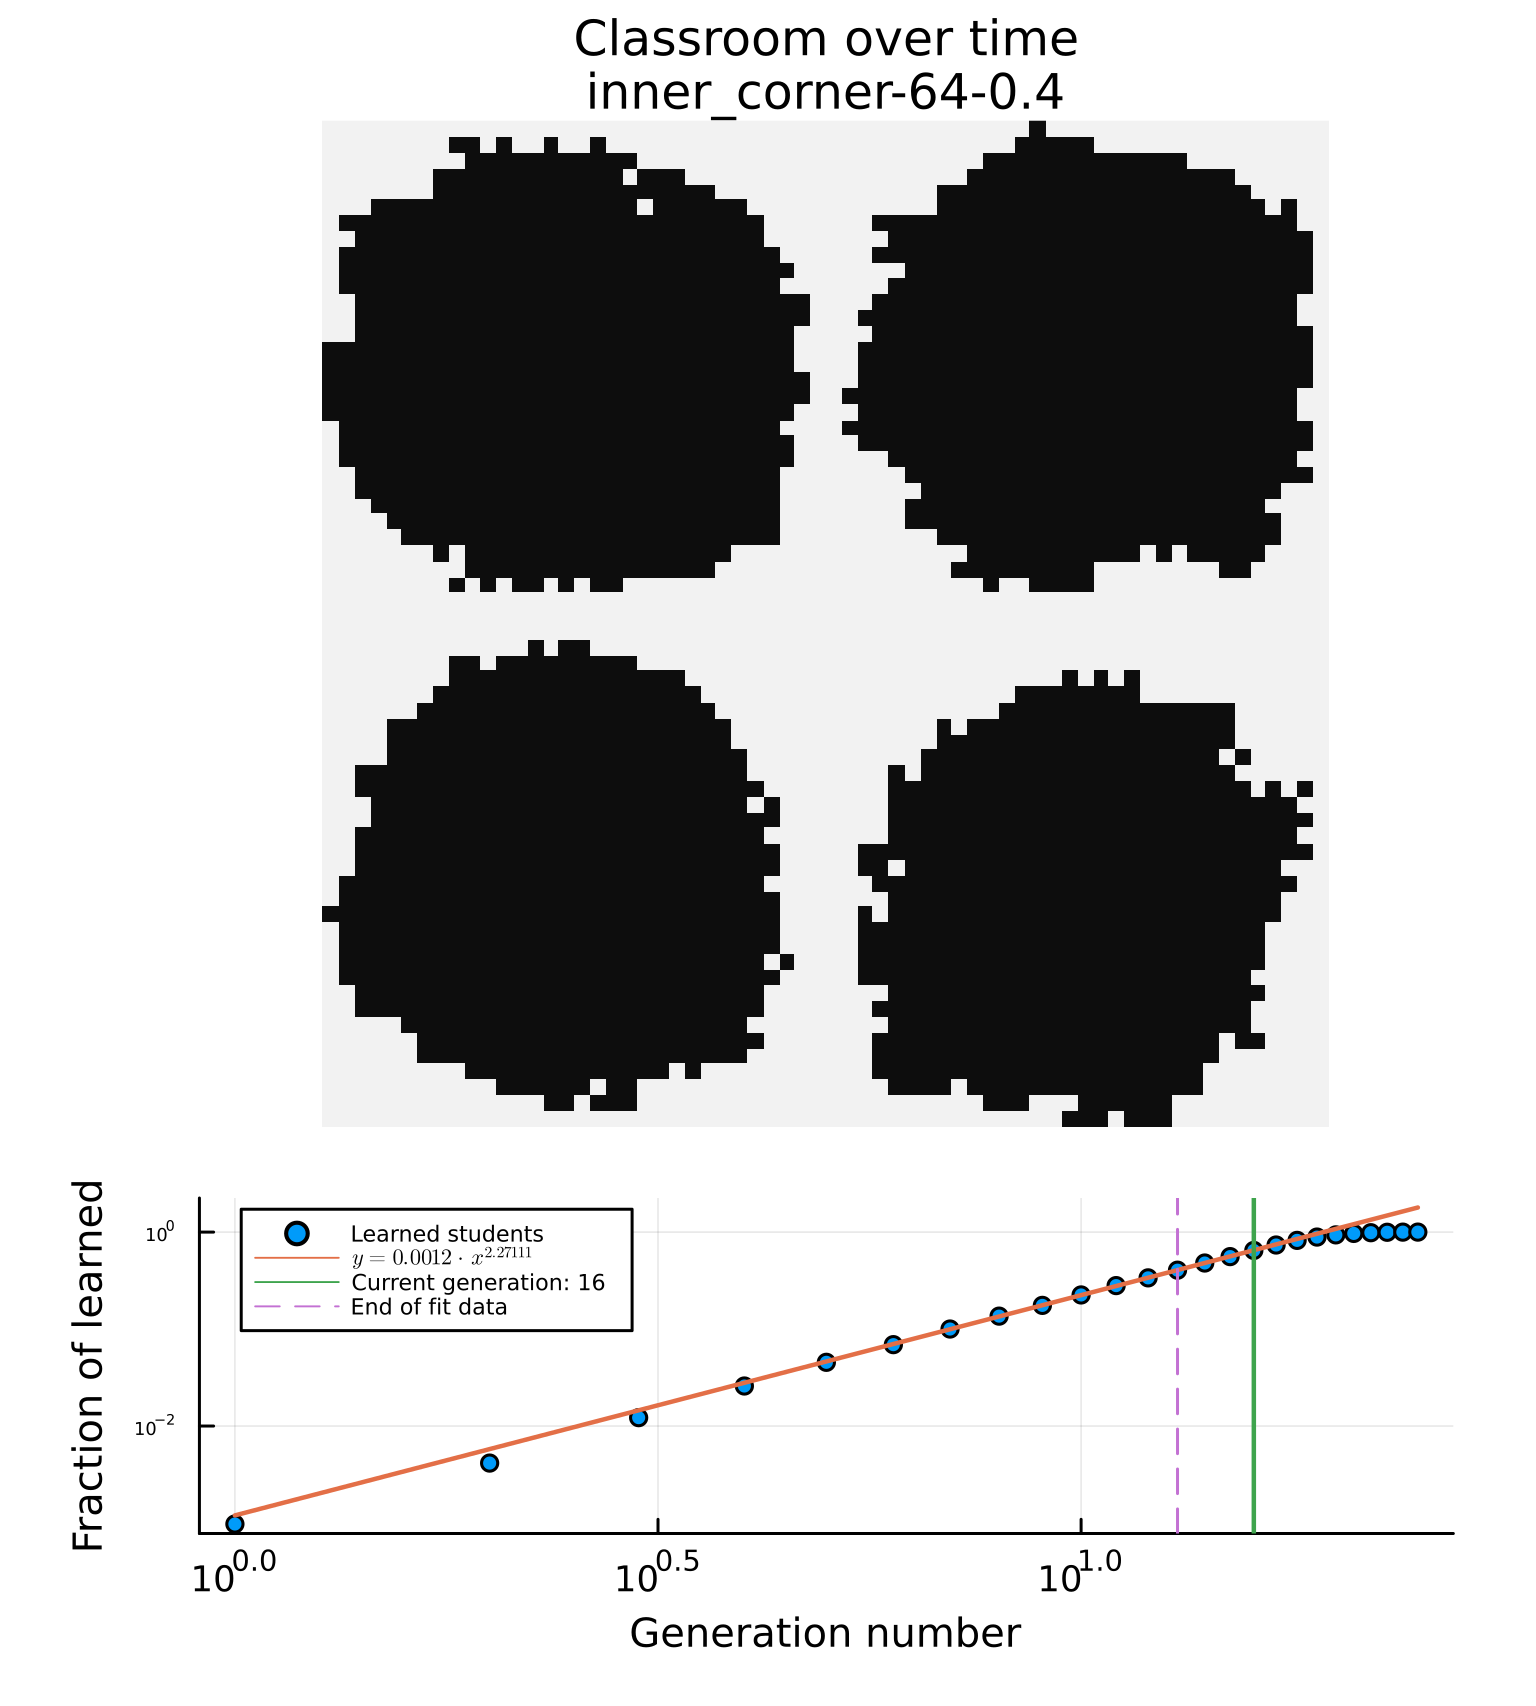 Classroom over time
inner_corner-64-0.4
Fraction of learned
10^0
10^−2
Learned students
y = 0.0012 · x^2.27111
Current generation: 16
End of fit data
10^0.0 10^0.5 10^1.0
Generation number